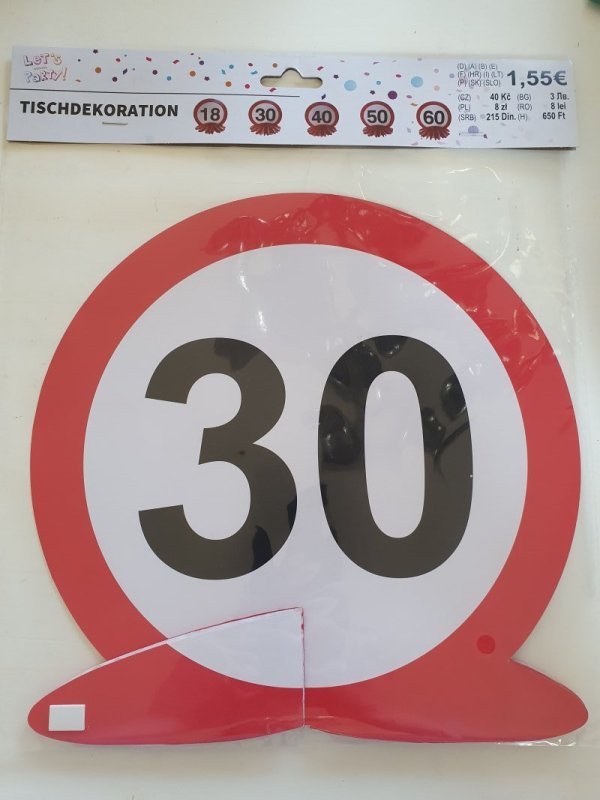 LET'S
PARTY!
TISCHDEKORATION
18
30
40
50
60
(D) (A) (B) (E)
(F) (HR) (I) (LT)
(P) (SK) (SLO)
1,55€
(CZ) 40 Kč (BG) 3 Лв.
(PL) 8 zł (RO) 8 lei
(SRB) 215 Din. (H) 650 Ft
30